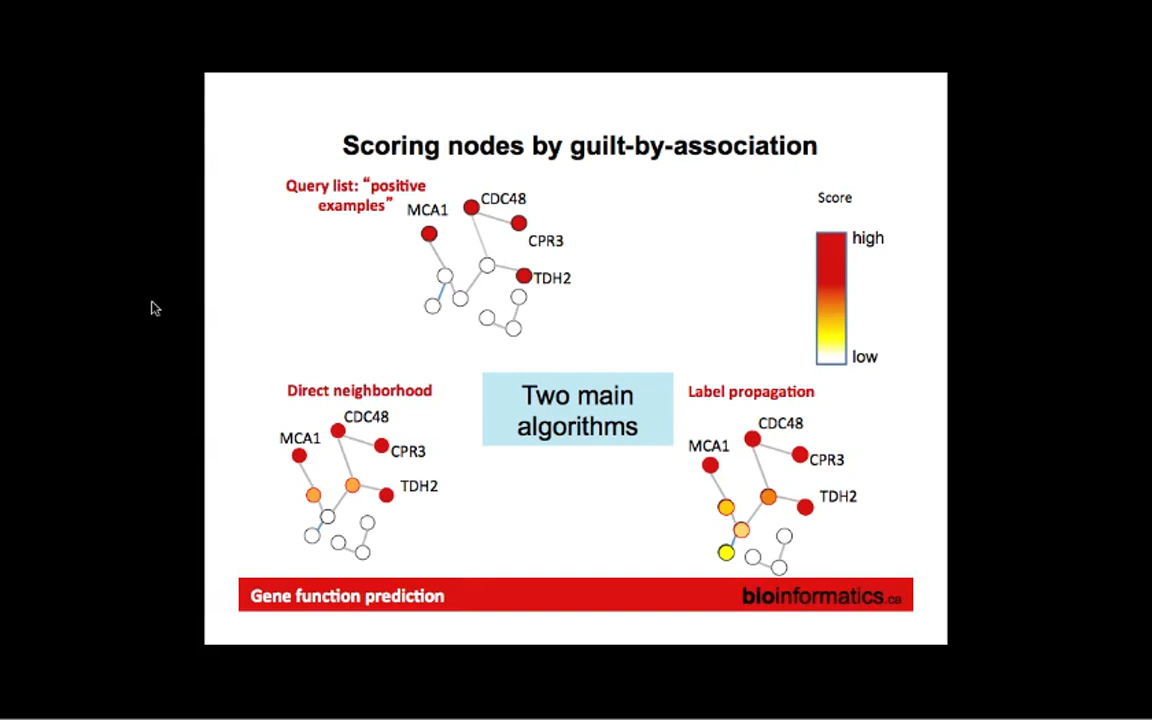 Scoring nodes by guilt-by-association
Query list: “positive
examples”
MCA1
CDC48
CPR3
TDH2
Score
high
low
Two main
algorithms
Direct neighborhood
CDC48
MCA1
CPR3
TDH2
Label propagation
CDC48
MCA1
CPR3
TDH2
Gene function prediction
bioinformatics.ca